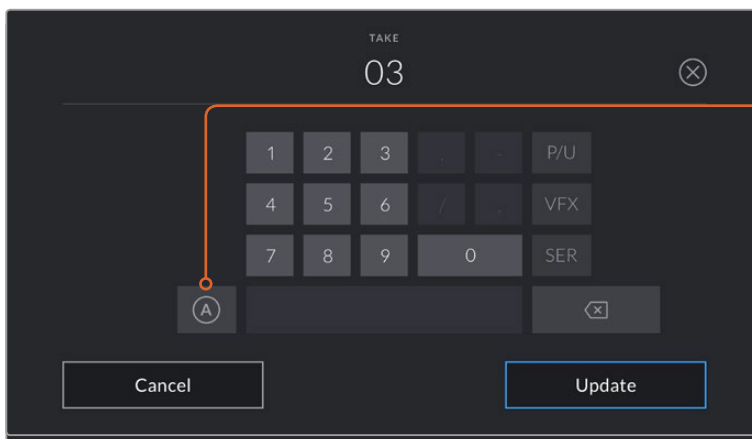 TAKE
03
1 2 3 . - P/U
4 5 6 / , VFX
7 8 9 0 SER
A
Cancel Update